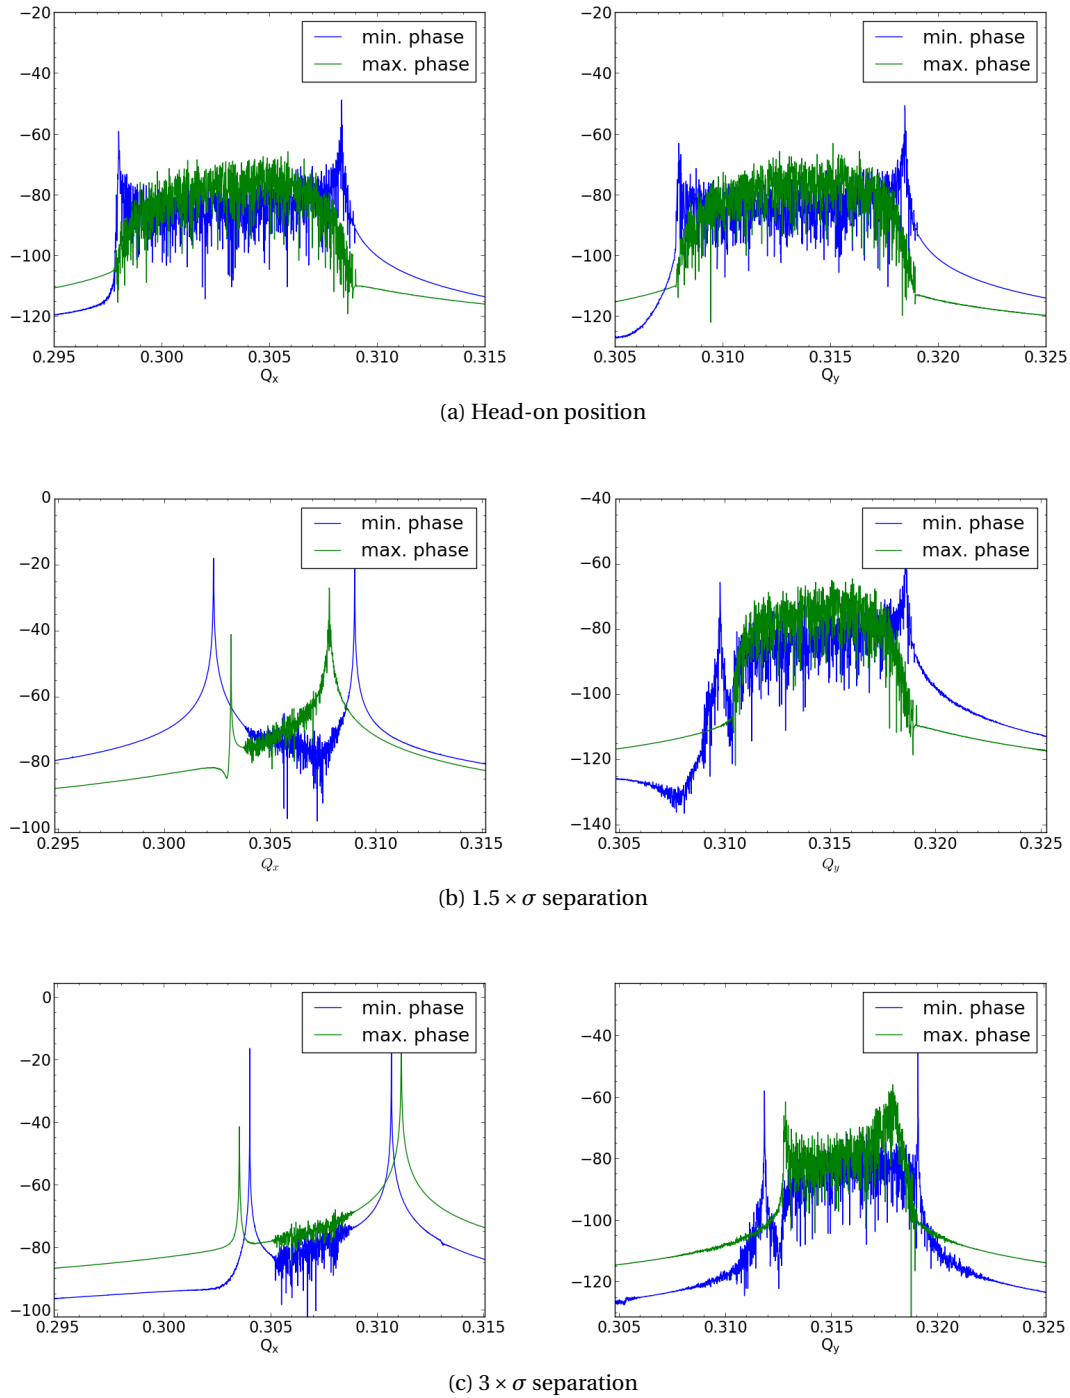 −20
−40
−60
−80
−100
−120
0.295 0.300 0.305 0.310 0.315
Qx
min. phase
max. phase
−20
−40
−60
−80
−100
−120
0.305 0.310 0.315 0.320 0.325
Qy
min. phase
max. phase
(a) Head-on position
0
−20
−40
−60
−80
−100
0.295 0.300 0.305 0.310 0.315
Qx
min. phase
max. phase
−40
−60
−80
−100
−120
−140
0.305 0.310 0.315 0.320 0.325
Qy
min. phase
max. phase
(b) 1.5 × σ separation
0
−20
−40
−60
−80
−100
0.295 0.300 0.305 0.310 0.315
Qx
min. phase
max. phase
−40
−60
−80
−100
−120
0.305 0.310 0.315 0.320 0.325
Qy
min. phase
max. phase
(c) 3 × σ separation